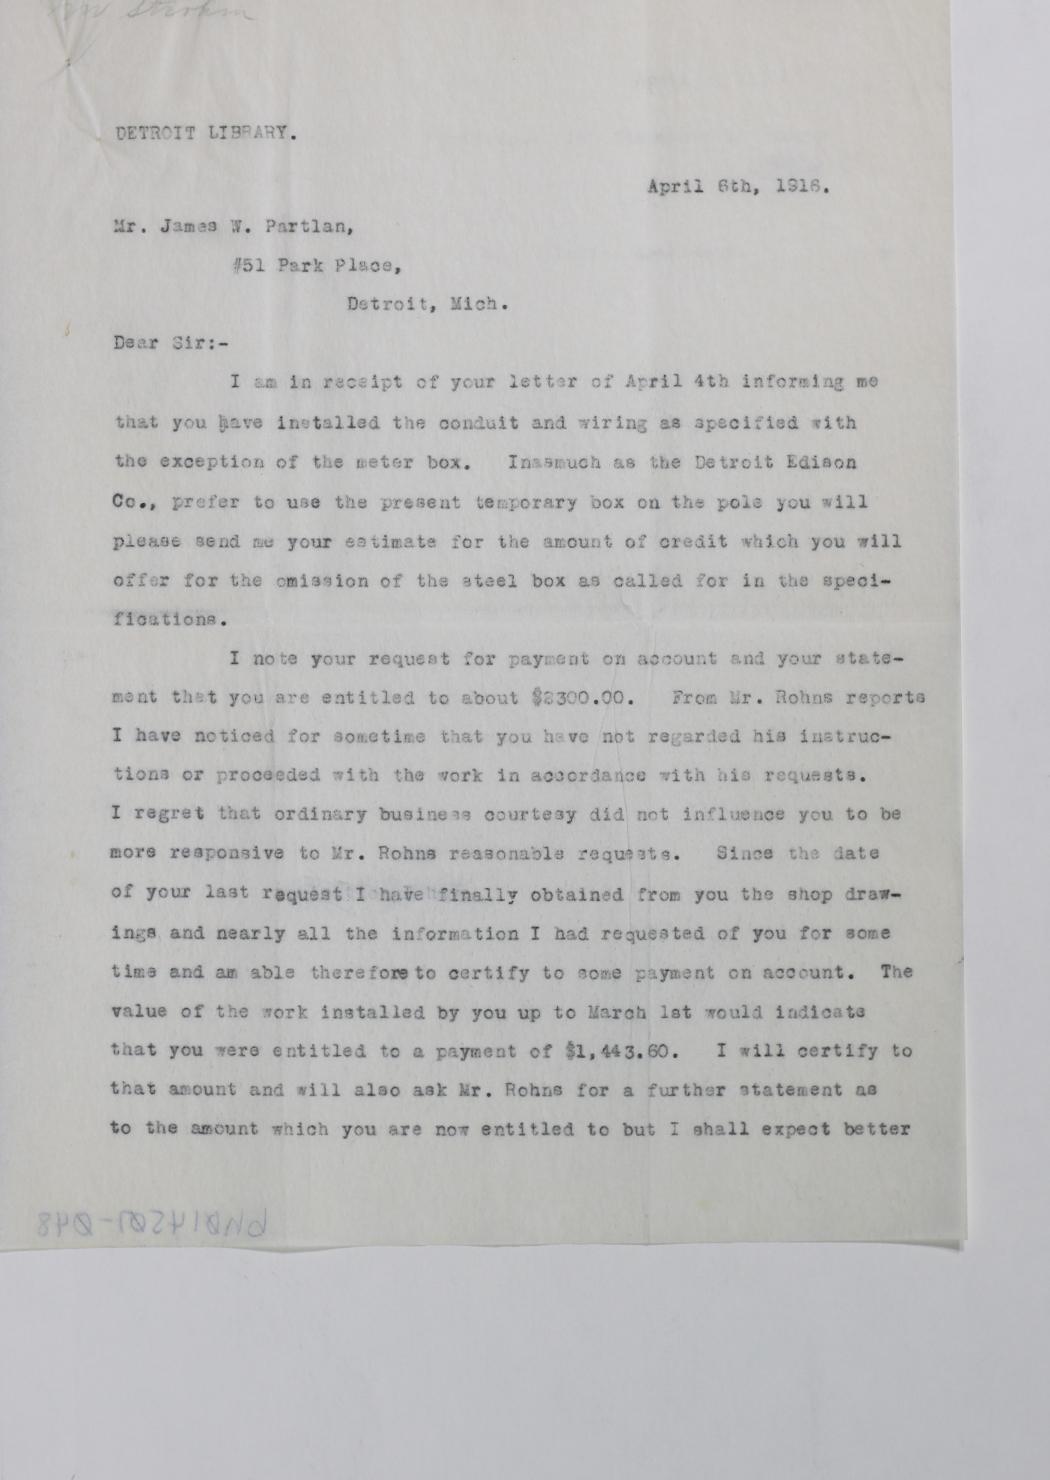 Strohm
DETROIT LIBRARY.
April 6th, 1916.
Mr. James W. Partlan,
#51 Park Place,
Detroit, Mich.
Dear Sir:-
I am in receipt of your letter of April 4th informing me
that you have installed the conduit and wiring as specified with
the exception of the meter box. Inasmuch as the Detroit Edison
Co., prefer to use the present temporary box on the pole you will
please send me your estimate for the amount of credit which you will
offer for the omission of the steel box as called for in the speci-
fications.
I note your request for payment on account and your state-
ment that you are entitled to about $2300.00. From Mr. Rohns reports
I have noticed for sometime that you have not regarded his instruc-
tions or proceeded with the work in accordance with his requests.
I regret that ordinary business courtesy did not influence you to be
more responsive to Mr. Rohns reasonable requests. Since the date
of your last request I have finally obtained from you the shop draw-
ings and nearly all the information I had requested of you for some
time and am able therefore to certify to some payment on account. The
value of the work installed by you up to March 1st would indicate
that you were entitled to a payment of $1,443.60. I will certify to
that amount and will also ask Mr. Rohns for a further statement as
to the amount which you are now entitled to but I shall expect better